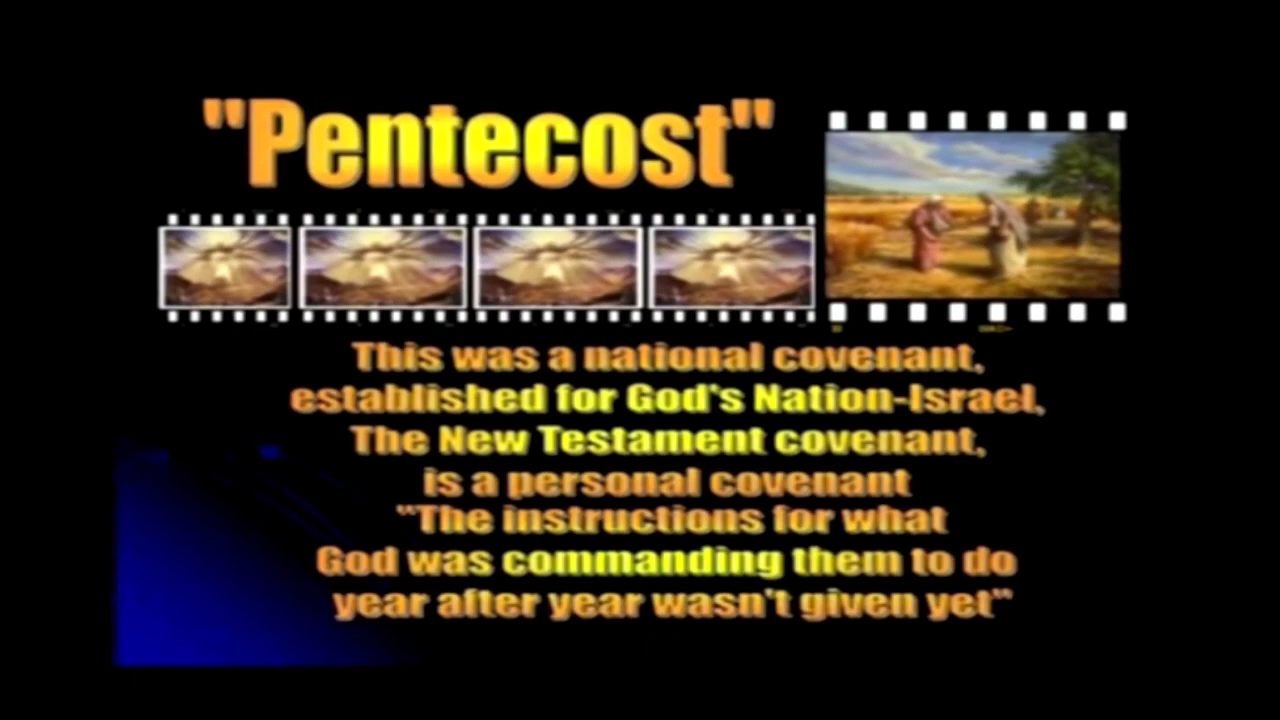 "Pentecost"
This was a national covenant,
established for God's Nation-Israel,
The New Testament covenant,
is a personal covenant
"The instructions for what
God was commanding them to do
year after year wasn't given yet"